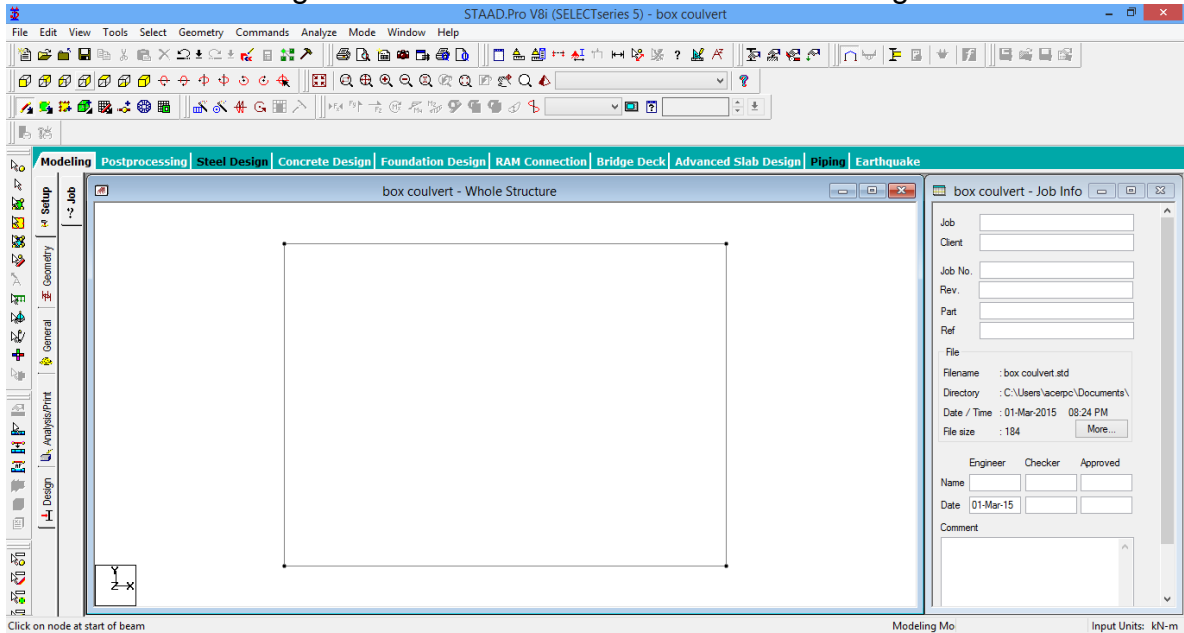 STAAD.Pro V8i (SELECTseries 5) - box coulvert
File Edit View Tools Select Geometry Commands Analyze Mode Window Help
Modeling Postprocessing Steel Design Concrete Design Foundation Design RAM Connection Bridge Deck Advanced Slab Design Piping Earthquake
Setup
Geometry
General
Analysis/Print
Design
Job
box coulvert - Whole Structure
Y
Z X
box coulvert - Job Info
Job
Client
Job No.
Rev.
Part
Ref
File
Filename : box coulvert.std
Directory : C:\Users\acerpc\Documents\
Date / Time : 01-Mar-2015 08:24 PM
File size : 184 More...
Engineer Checker Approved
Name
Date 01-Mar-15
Comment
Click on node at start of beam Modeling Mo Input Units: kN-m